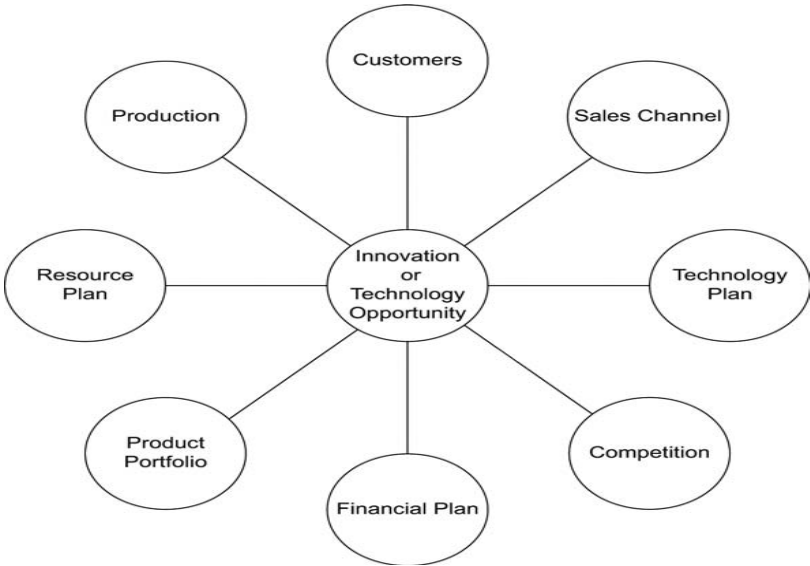 Customers
Production
Sales Channel
Innovation
or
Technology
Opportunity
Resource
Plan
Technology
Plan
Product
Portfolio
Competition
Financial Plan